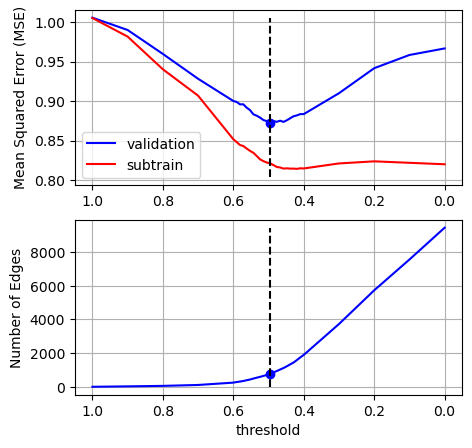 Mean Squared Error (MSE)
1.00
0.95
0.90
0.85
0.80
validation
subtrain
1.0 0.8 0.6 0.4 0.2 0.0
Number of Edges
8000
6000
4000
2000
0
1.0 0.8 0.6 0.4 0.2 0.0
threshold